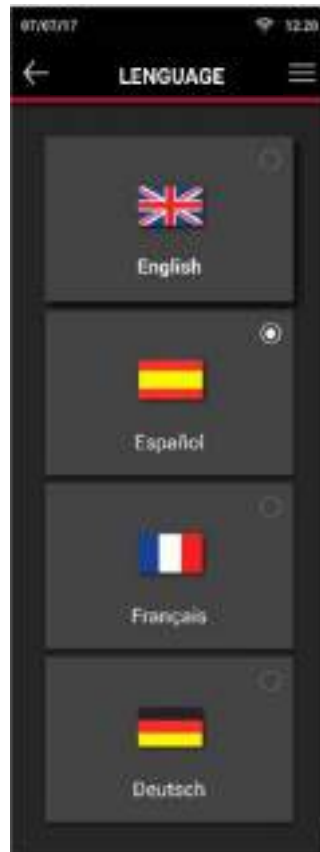 07/07/17 12.20
LENGUAGE
English
Español
Français
Deutsch